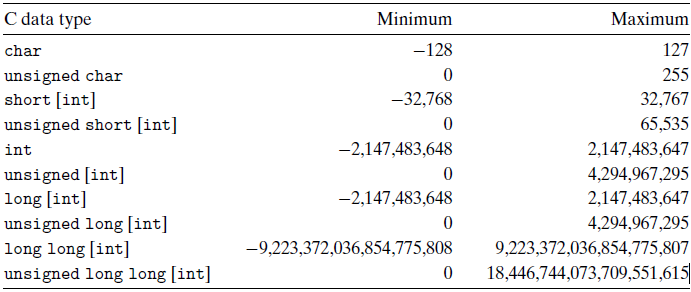 C data type Minimum Maximum
char −128 127
unsigned char 0 255
short [int] −32,768 32,767
unsigned short [int] 0 65,535
int −2,147,483,648 2,147,483,647
unsigned [int] 0 4,294,967,295
long [int] −2,147,483,648 2,147,483,647
unsigned long [int] 0 4,294,967,295
long long [int] −9,223,372,036,854,775,808 9,223,372,036,854,775,807
unsigned long long [int] 0 18,446,744,073,709,551,615